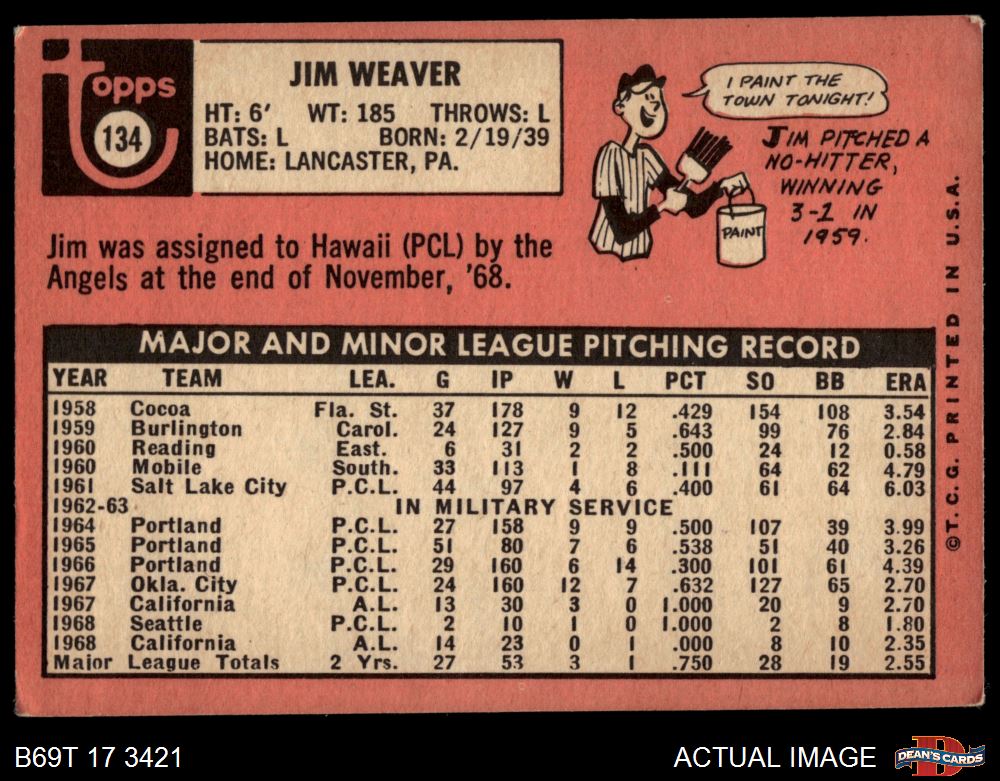 topps
134
JIM WEAVER
HT: 6' WT: 185 THROWS: L
BATS: L BORN: 2/19/39
HOME: LANCASTER, PA.
I PAINT THE
TOWN TONIGHT!
JIM PITCHED A
NO-HITTER,
WINNING
3-1 IN
1959.
PAINT
Jim was assigned to Hawaii (PCL) by the
Angels at the end of November, '68.
MAJOR AND MINOR LEAGUE PITCHING RECORD
YEAR TEAM LEA. G IP W L PCT SO BB ERA
1958 Cocoa Fla. St. 37 178 9 12 .429 154 108 3.54
1959 Burlington Carol. 24 127 9 5 .643 99 76 2.84
1960 Reading East. 6 31 2 2 .500 24 12 0.58
1960 Mobile South. 33 113 1 8 .111 64 62 4.79
1961 Salt Lake City P.C.L. 44 97 4 6 .400 61 64 6.03
1962-63 IN MILITARY SERVICE
1964 Portland P.C.L. 27 158 9 9 .500 107 39 3.99
1965 Portland P.C.L. 51 80 7 6 .538 51 40 3.26
1966 Portland P.C.L. 29 160 6 14 .300 101 61 4.39
1967 Okla. City P.C.L. 24 160 12 7 .632 127 65 2.70
1967 California A.L. 13 30 3 0 1.000 20 9 2.70
1968 Seattle P.C.L. 2 10 1 0 1.000 2 8 1.80
1968 California A.L. 14 23 0 1 .000 8 10 2.35
Major League Totals 2 Yrs. 27 53 3 1 .750 28 19 2.55
©T.C.G. PRINTED IN U.S.A.
B69T 17 3421
ACTUAL IMAGE
D
DEAN'S CARDS